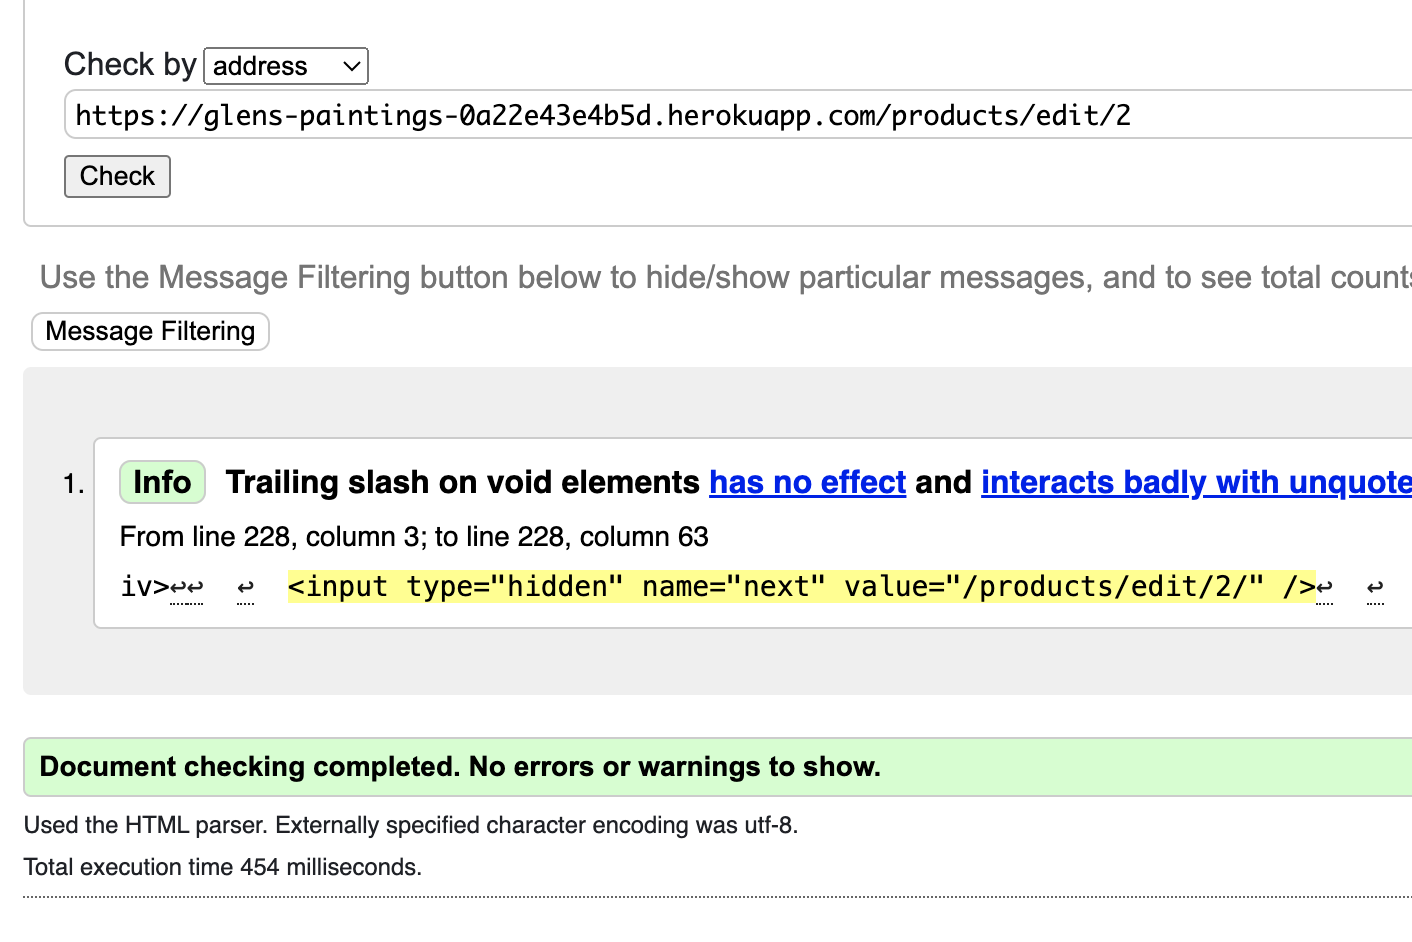 Check by address
https://glens-paintings-0a22e43e4b5d.herokuapp.com/products/edit/2
Check
Use the Message Filtering button below to hide/show particular messages, and to see total counts
Message Filtering
1. Info Trailing slash on void elements has no effect and interacts badly with unquote
From line 228, column 3; to line 228, column 63
iv>↩↩ ↩ <input type="hidden" name="next" value="/products/edit/2/" />↩ ↩
Document checking completed. No errors or warnings to show.
Used the HTML parser. Externally specified character encoding was utf-8.
Total execution time 454 milliseconds.